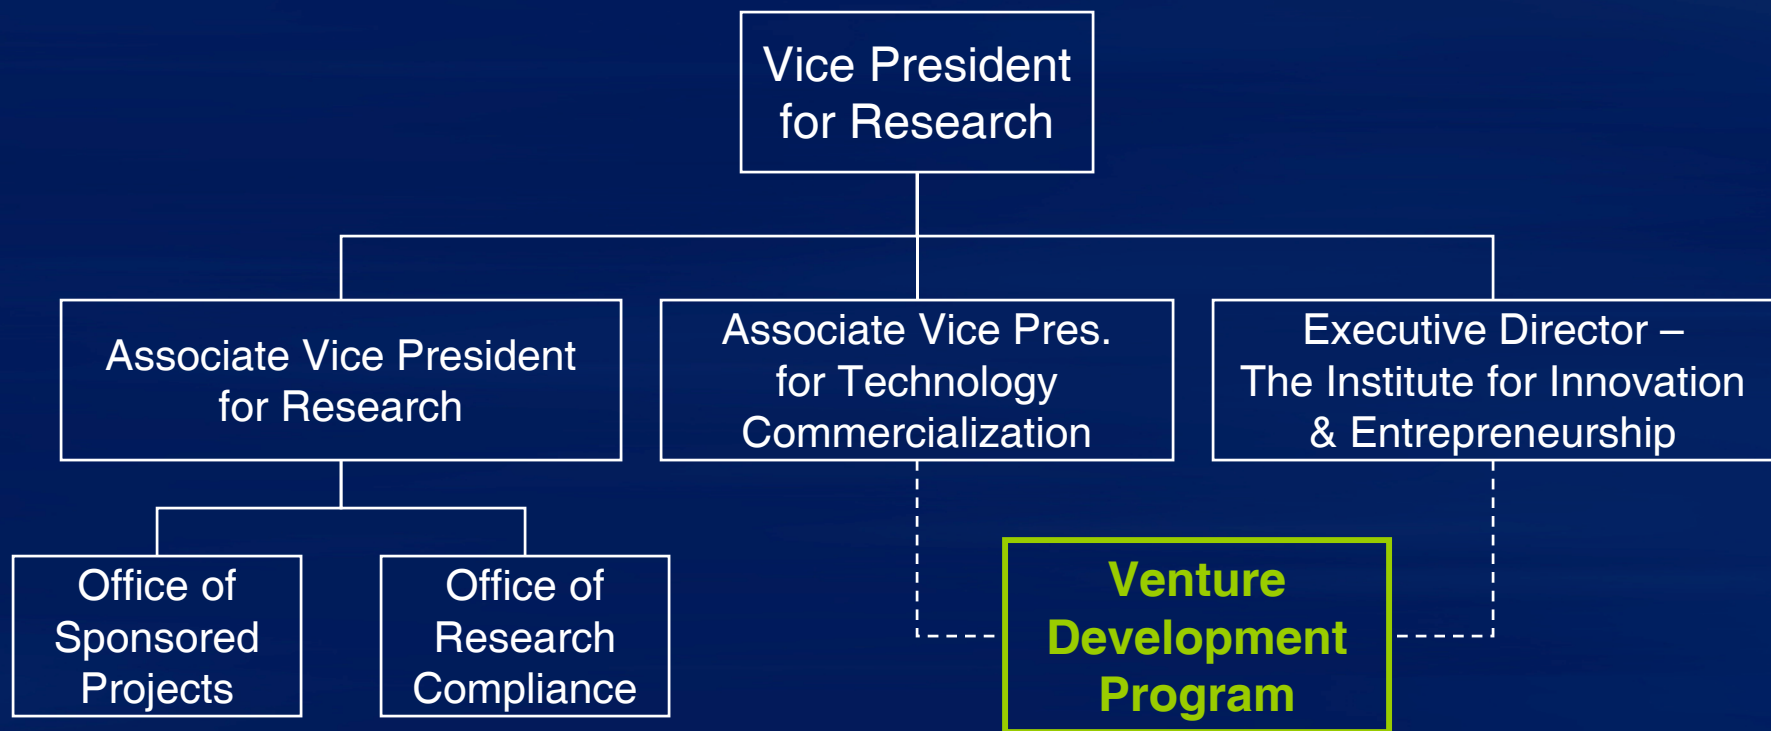 Vice President
for Research
Associate Vice President
for Research
Associate Vice Pres.
for Technology
Commercialization
Executive Director –
The Institute for Innovation
& Entrepreneurship
Office of
Sponsored
Projects
Office of
Research
Compliance
Venture
Development
Program